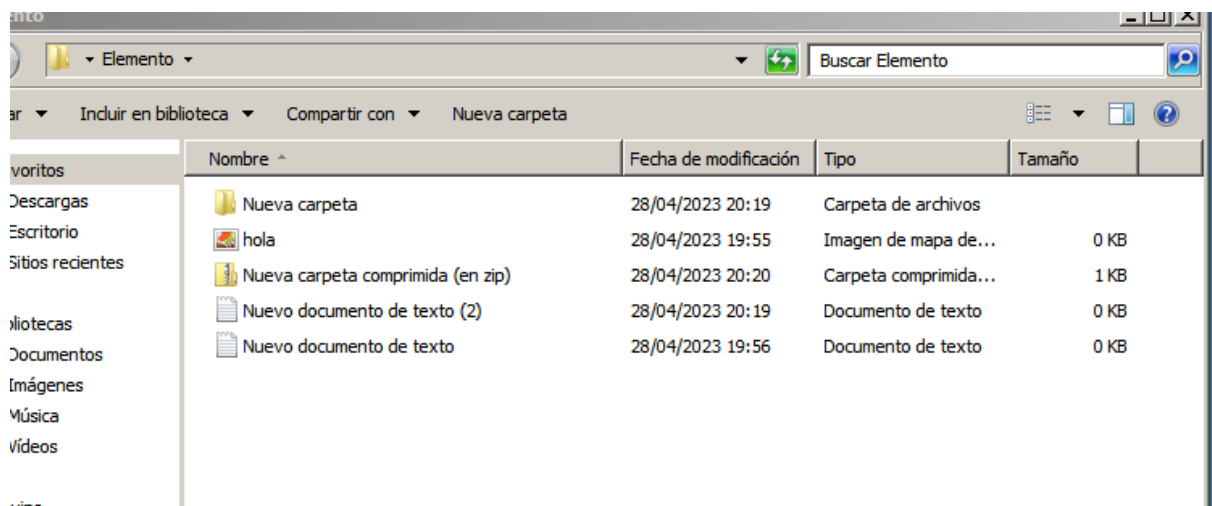 Elemento
Buscar Elemento
Incluir en biblioteca
Compartir con
Nueva carpeta
Nombre
Fecha de modificación
Tipo
Tamaño
voritos
Descargas
Escritorio
Sitios recientes
bliotecas
Documentos
Imágenes
Música
Vídeos
Nueva carpeta 28/04/2023 20:19 Carpeta de archivos
hola 28/04/2023 19:55 Imagen de mapa de... 0 KB
Nueva carpeta comprimida (en zip) 28/04/2023 20:20 Carpeta comprimida... 1 KB
Nuevo documento de texto (2) 28/04/2023 20:19 Documento de texto 0 KB
Nuevo documento de texto 28/04/2023 19:56 Documento de texto 0 KB